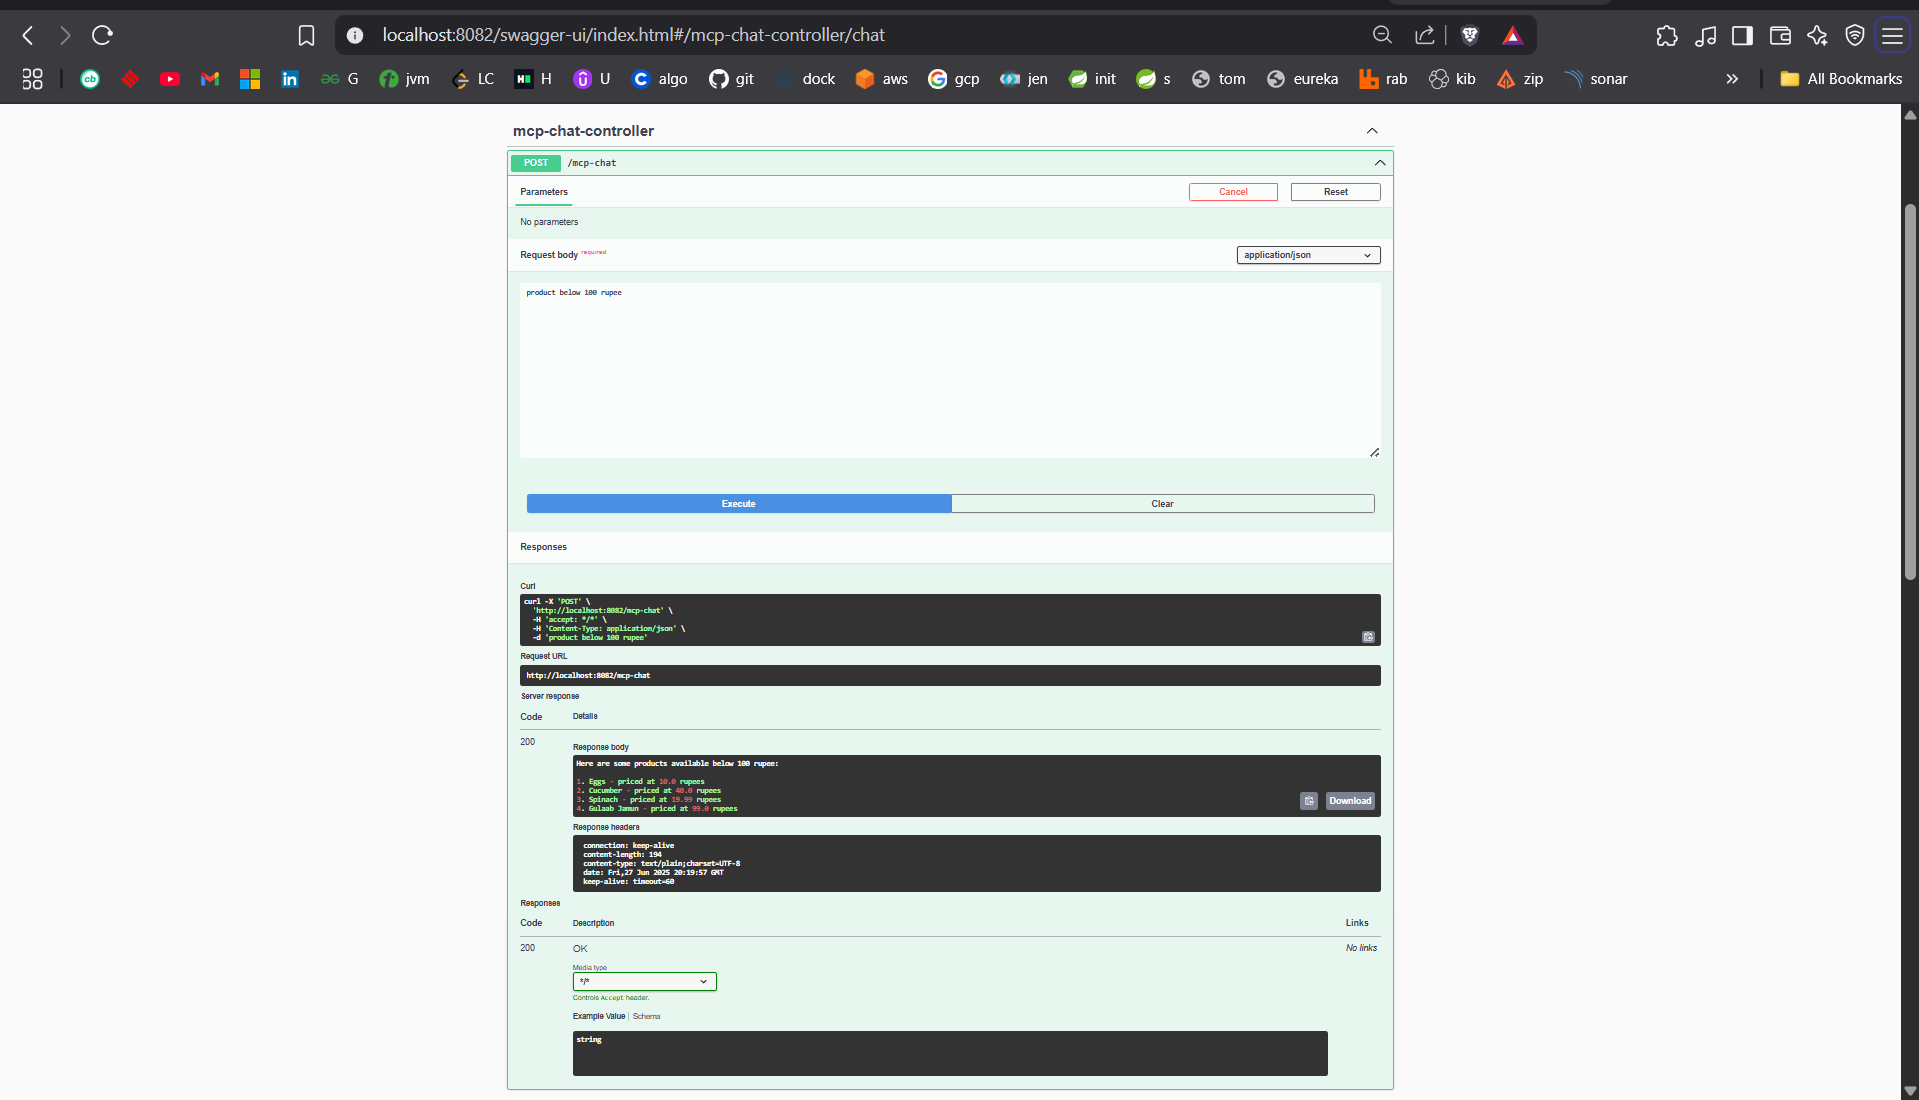 localhost:8082/swagger-ui/index.html#/mcp-chat-controller/chat
G jvm LC H U algo git dock aws gcp jen init s tom eureka rab kib zip sonar » All Bookmarks
mcp-chat-controller
POST /mcp-chat
Parameters Cancel Reset
No parameters
Request body required application/json
product below 100 rupee
Execute Clear
Responses
Curl
curl -X 'POST' \
'http://localhost:8082/mcp-chat' \
-H 'accept: */*' \
-H 'Content-Type: application/json' \
-d 'product below 100 rupee'
Request URL
http://localhost:8082/mcp-chat
Server response
Code Details
200
Response body
Here are some products available below 100 rupee:
1. Eggs - priced at 10.0 rupees
2. Cucumber - priced at 40.0 rupees
3. Spinach - priced at 19.99 rupees
4. Gulaab Jamun - priced at 99.0 rupees
Download
Response headers
connection: keep-alive
content-length: 194
content-type: text/plain;charset=UTF-8
date: Fri,27 Jun 2025 20:19:57 GMT
keep-alive: timeout=60
Responses
Code Description Links
200 OK No links
Media type
*/*
Controls Accept header.
Example Value | Schema
string